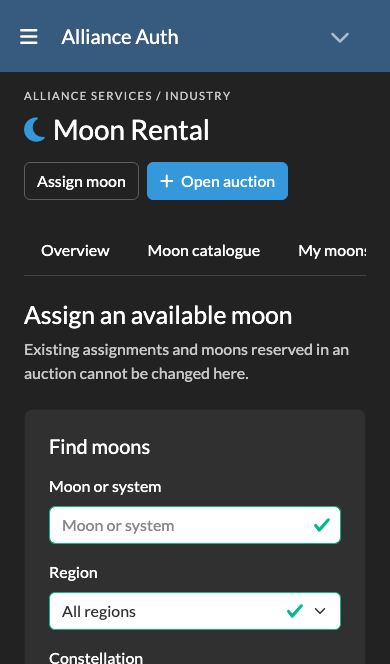 Alliance Auth
ALLIANCE SERVICES / INDUSTRY
Moon Rental
Assign moon
+ Open auction
Overview
Moon catalogue
My moons
Assign an available moon
Existing assignments and moons reserved in an
auction cannot be changed here.
Find moons
Moon or system
Moon or system
Region
All regions
Constellation